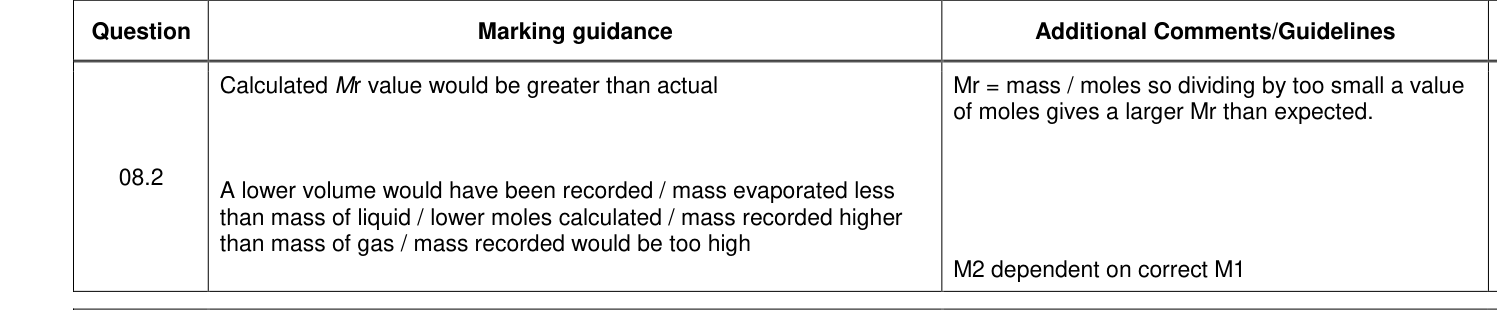 Question Marking guidance Additional Comments/Guidelines
Calculated Mr value would be greater than actual
Mr = mass / moles so dividing by too small a value
of moles gives a larger Mr than expected.
08.2
A lower volume would have been recorded / mass evaporated less
than mass of liquid / lower moles calculated / mass recorded higher
than mass of gas / mass recorded would be too high
M2 dependent on correct M1